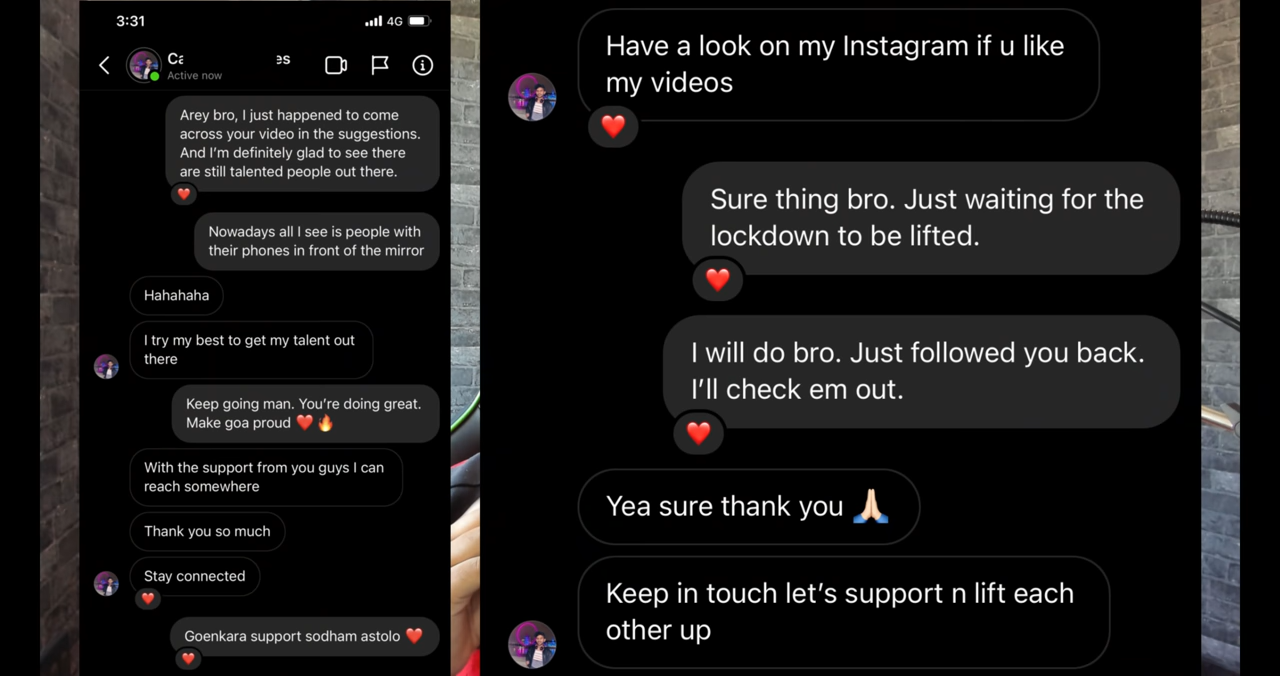 3:31
4G
Active now
Arey bro, I just happened to come
across your video in the suggestions.
And I'm definitely glad to see there
are still talented people out there.
Nowadays all I see is people with
their phones in front of the mirror
Hahahaha
I try my best to get my talent out
there
Keep going man. You're doing great.
Make goa proud ❤️🔥
With the support from you guys I can
reach somewhere
Thank you so much
Stay connected
Goenkara support sodham astolo ❤️
Have a look on my Instagram if u like
my videos
Sure thing bro. Just waiting for the
lockdown to be lifted.
I will do bro. Just followed you back.
I'll check em out.
Yea sure thank you 🙏🏻
Keep in touch let's support n lift each
other up